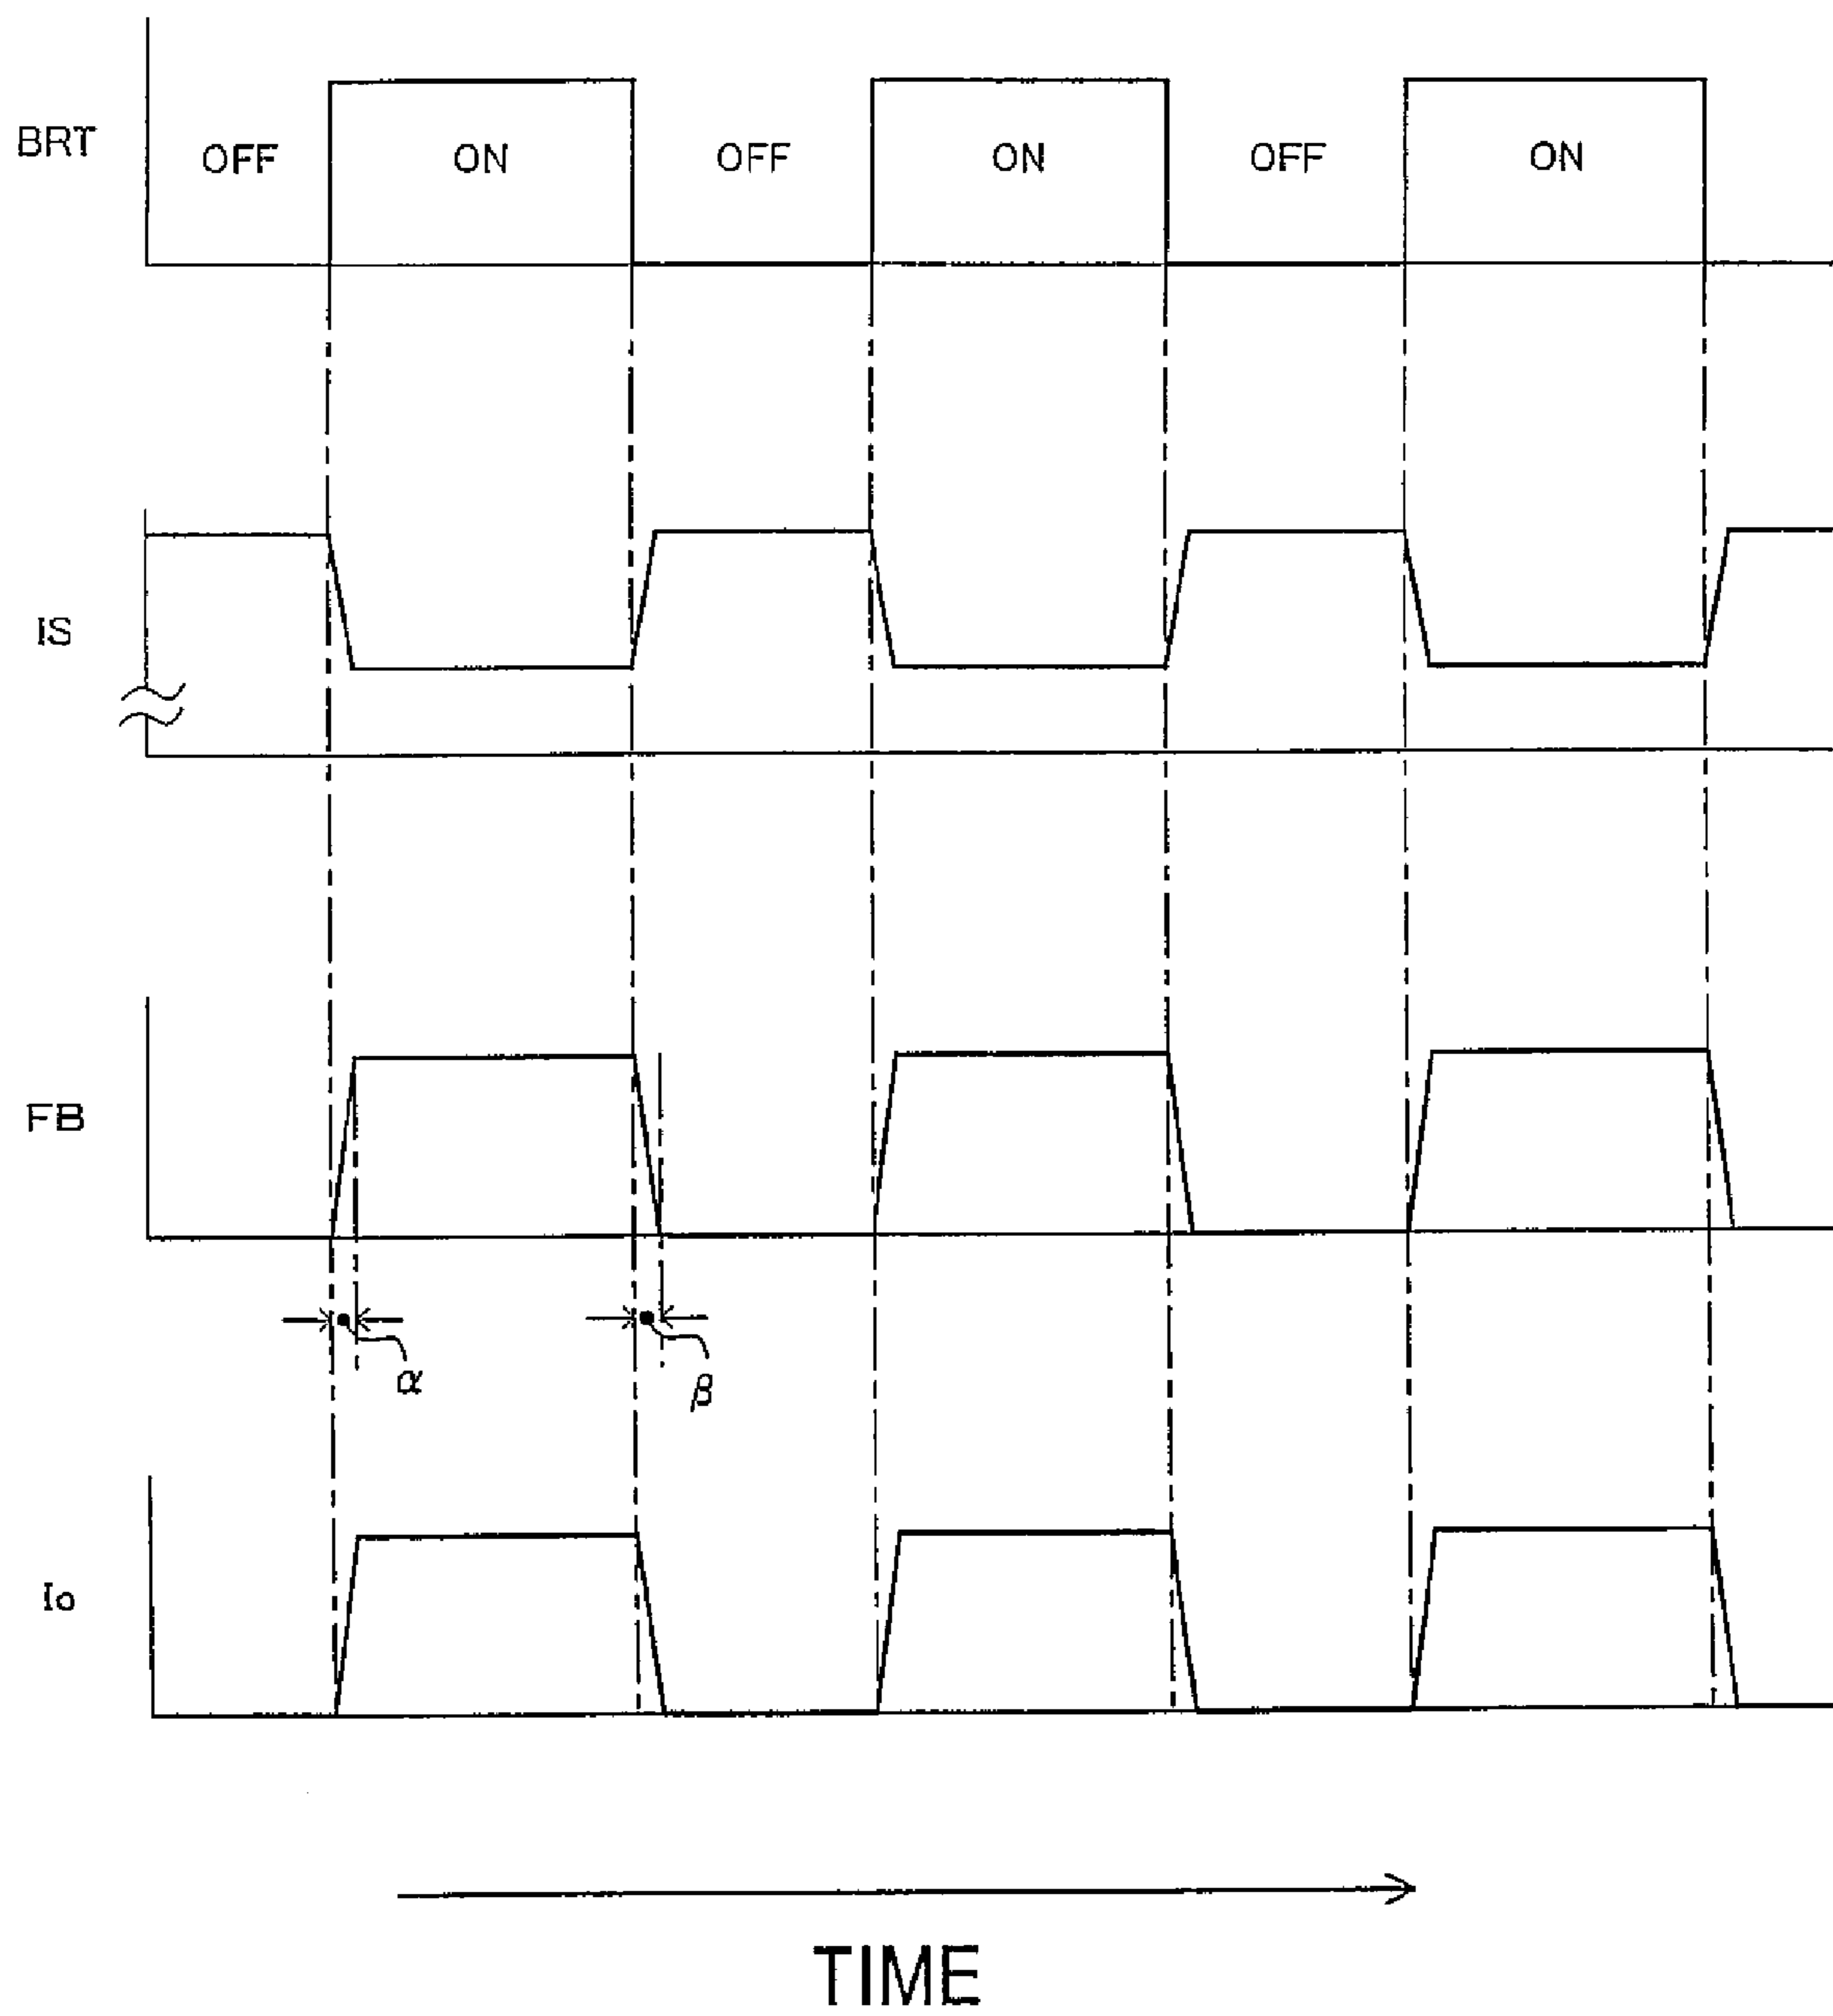 BRT
OFF ON OFF ON OFF ON
IS
FB
α
β
Io
TIME